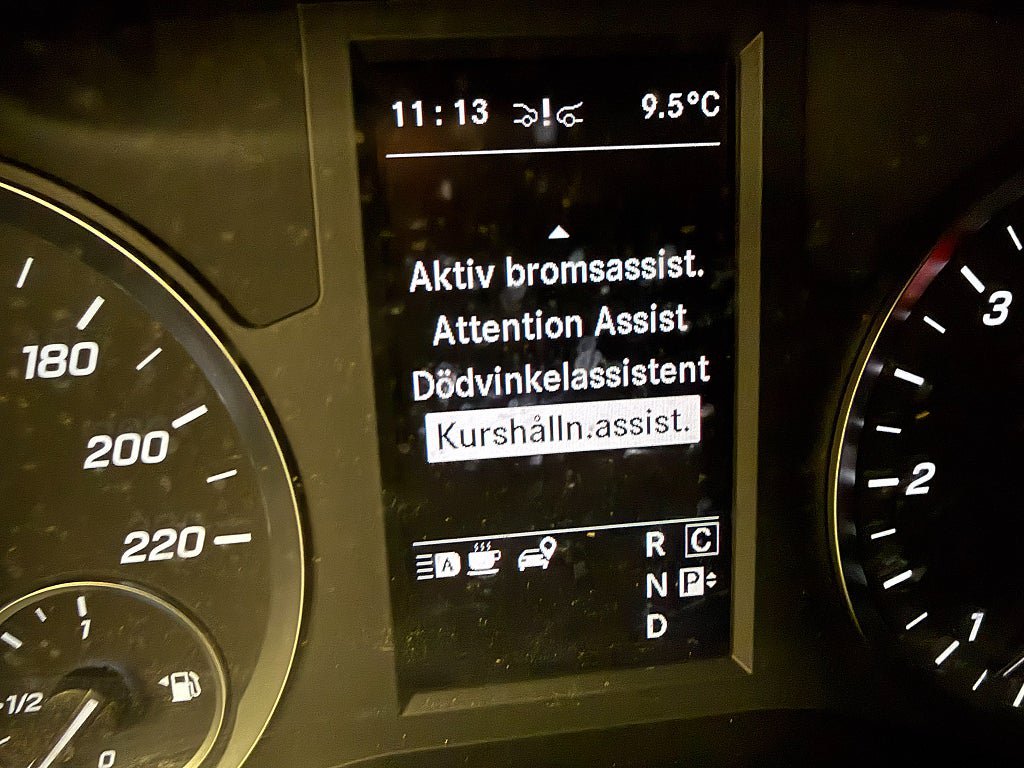 11:13 ! 9.5°C
Aktiv bromsassist.
Attention Assist
Dödvinkelassistent
Kurshålln.assist.
A R C
N P
D
180
200
220
1
1/2
0
3
2
1